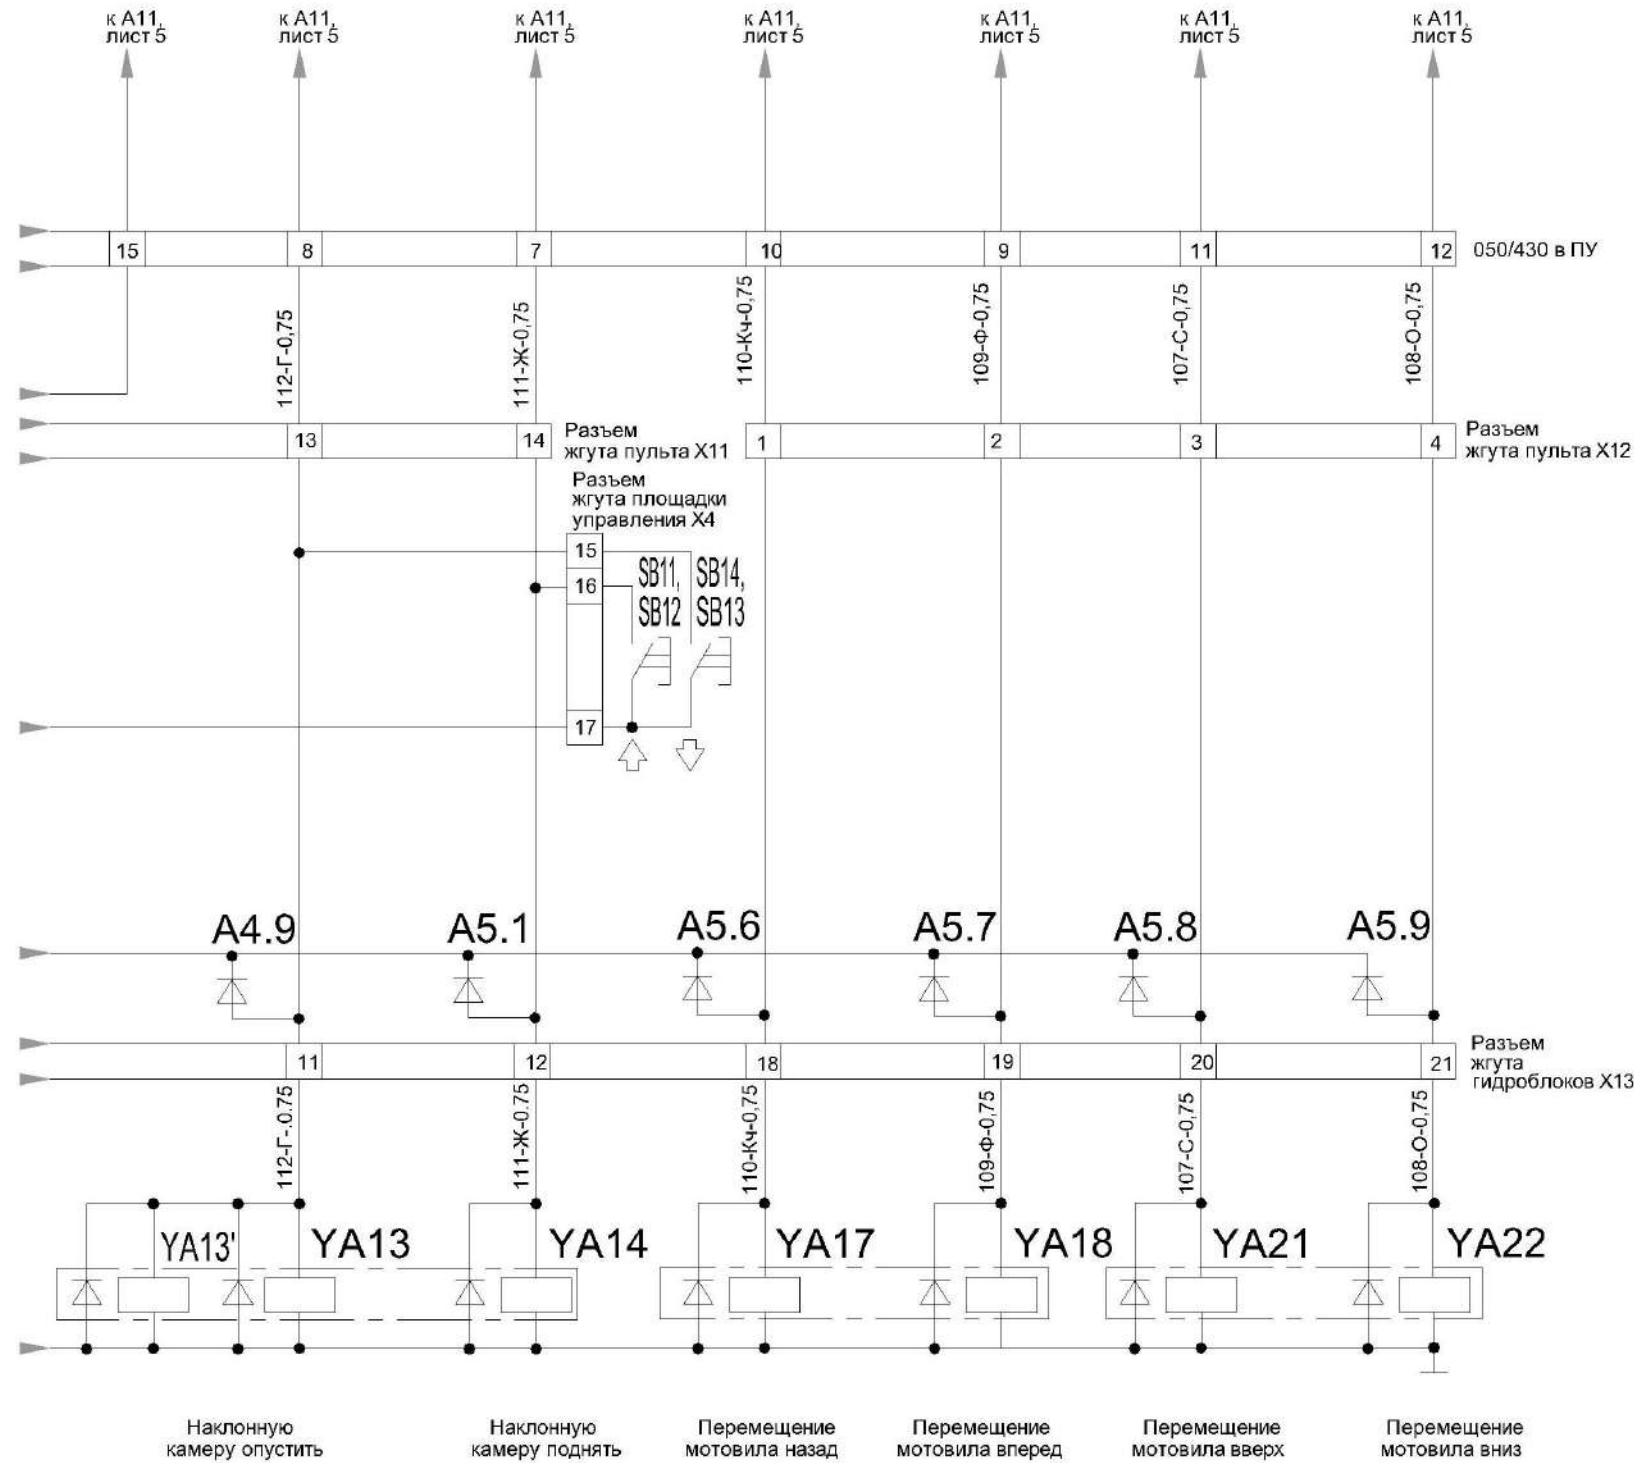 к А11,
лист 5
к А11,
лист 5
к А11,
лист 5
к А11,
лист 5
к А11,
лист 5
к А11,
лист 5
к А11,
лист 5
15
8
7
10
9
11
12
050/430 в ПУ
112-Г-0,75
111-Ж-0,75
110-Кч-0,75
109-Ф-0,75
107-С-0,75
108-О-0,75
13
14
Разъем
жгута пульта Х11
1
2
3
4
Разъем
жгута пульта Х12
Разъем
жгута площадки
управления Х4
15
16
17
SB11,
SB12
SB14,
SB13
А4.9
А5.1
А5.6
А5.7
А5.8
А5.9
11
12
18
19
20
21
Разъем
жгута
гидроблоков Х13
112-Г-.0.75
111-Ж-0.75
110-Кч-0,75
109-Ф-0,75
107-С-0,75
108-О-0,75
YA13'
YA13
YA14
YA17
YA18
YA21
YA22
Наклонную
камеру опустить
Наклонную
камеру поднять
Перемещение
мотовила назад
Перемещение
мотовила вперед
Перемещение
мотовила вверх
Перемещение
мотовила вниз